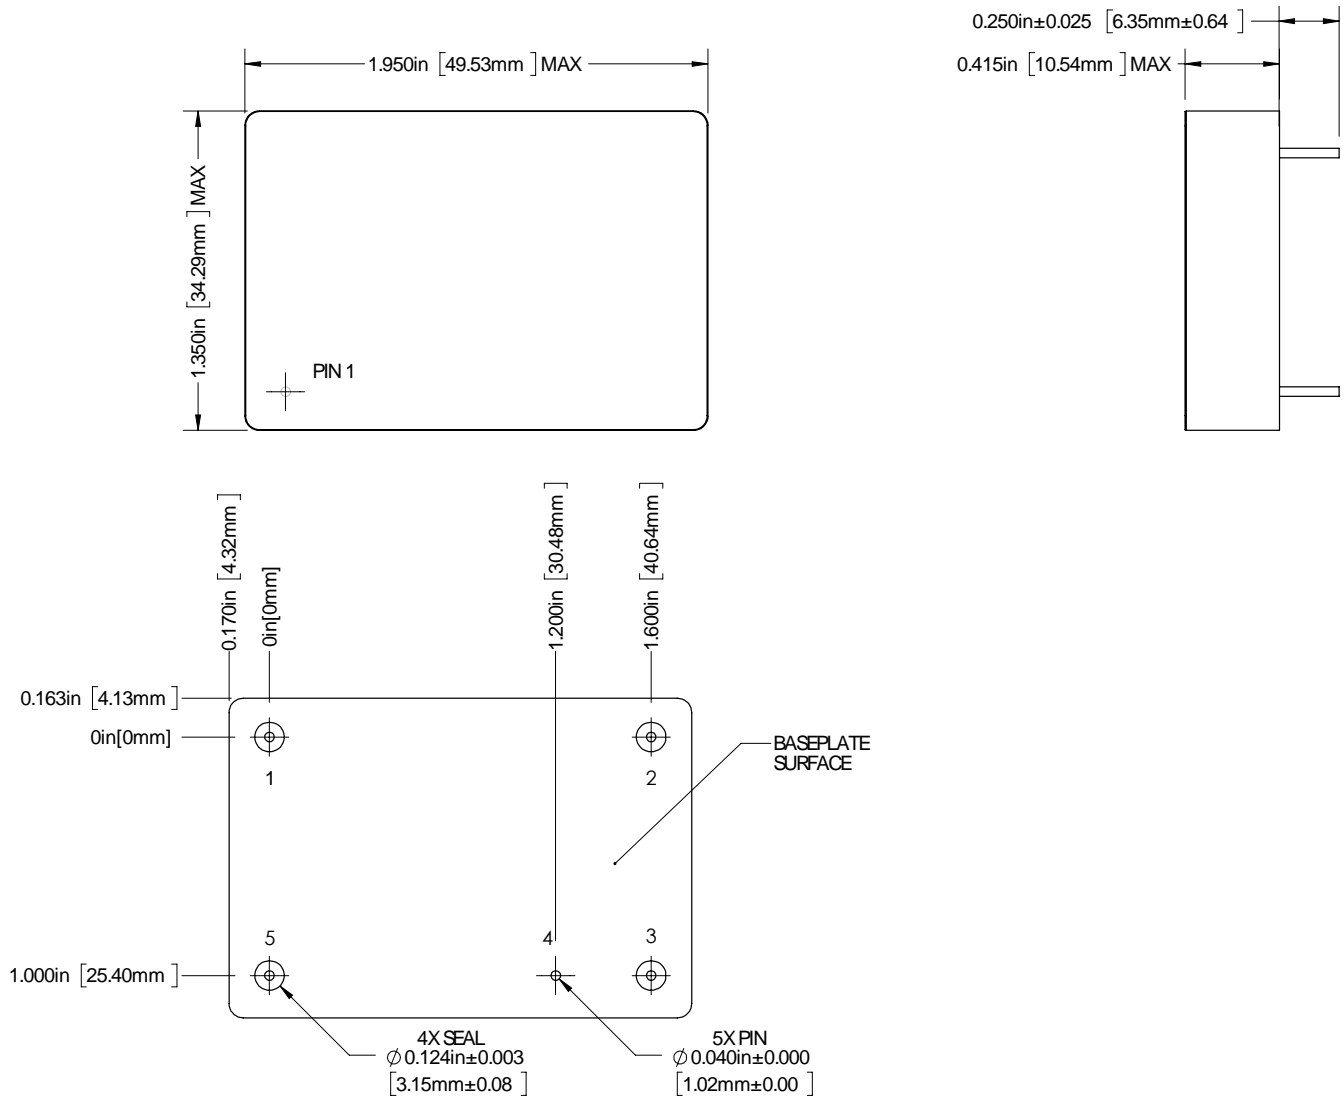 0.250in±0.025 [6.35mm±0.64 ]
1.950in [49.53mm ] MAX
0.415in [10.54mm ] MAX
1.350in [34.29mm ] MAX
PIN 1
0.170in [4.32mm ]
0in[0mm]
1.200in [30.48mm ]
1.600in [40.64mm ]
0.163in [4.13mm ]
0in[0mm]
1
2
BASEPLATE
SURFACE
5
4
3
1.000in [25.40mm ]
4X SEAL
∅0.124in±0.003
[3.15mm±0.08 ]
5X PIN
∅0.040in±0.000
[1.02mm±0.00 ]